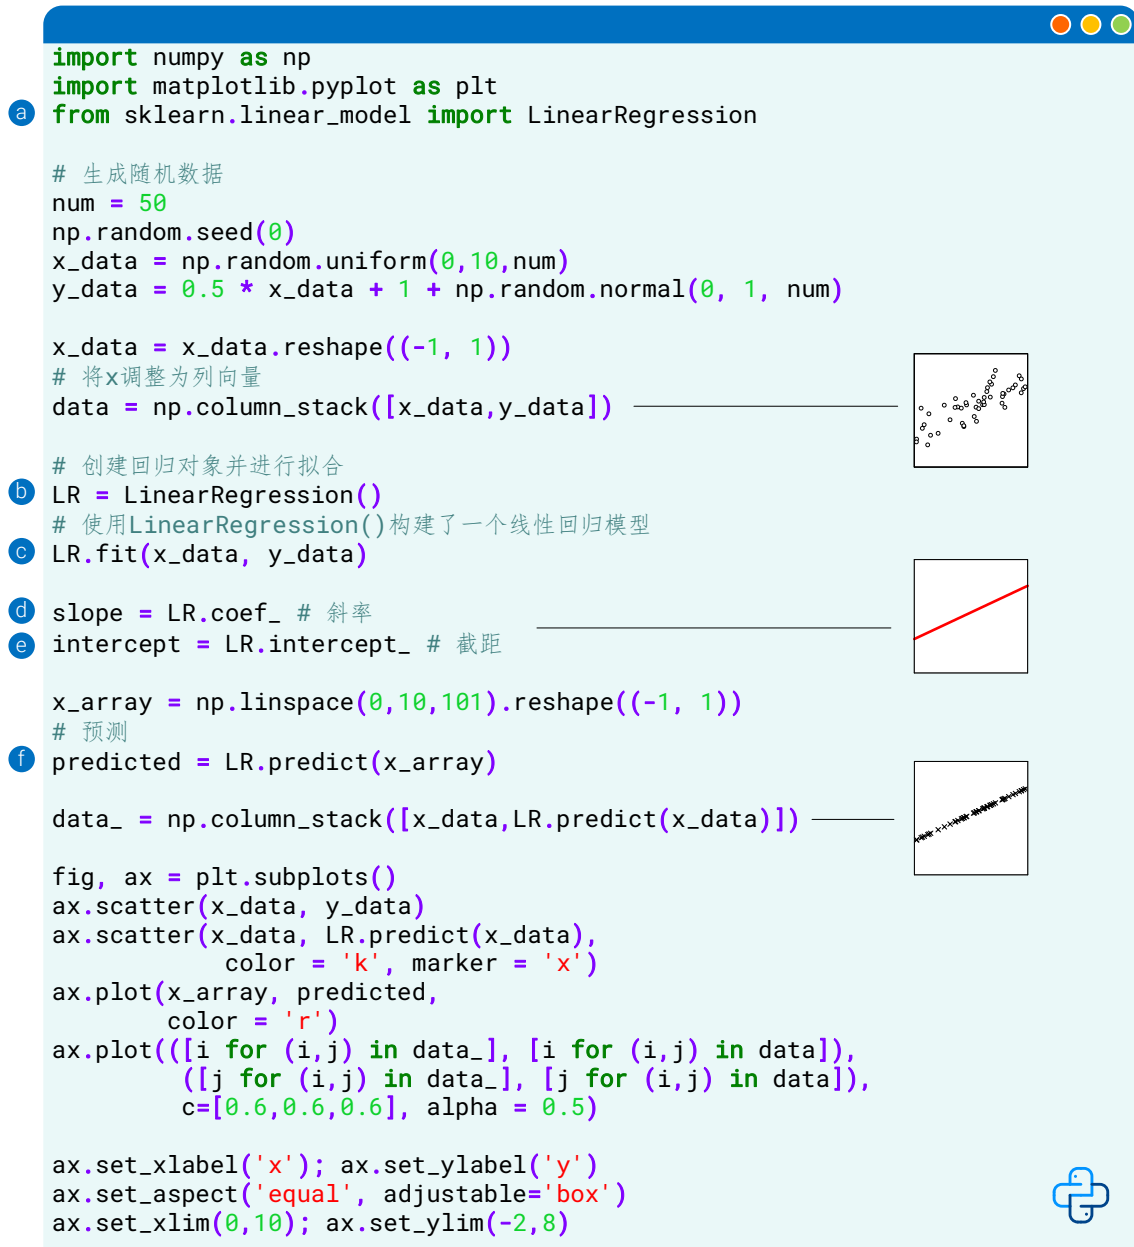 import numpy as np
import matplotlib.pyplot as plt
a from sklearn.linear_model import LinearRegression
# 生成随机数据
num = 50
np.random.seed(0)
x_data = np.random.uniform(0,10,num)
y_data = 0.5 * x_data + 1 + np.random.normal(0, 1, num)
x_data = x_data.reshape((-1, 1))
# 将x调整为列向量
data = np.column_stack([x_data,y_data])
# 创建回归对象并进行拟合
b LR = LinearRegression()
# 使用LinearRegression()构建了一个线性回归模型
c LR.fit(x_data, y_data)
d slope = LR.coef_ # 斜率
e intercept = LR.intercept_ # 截距
x_array = np.linspace(0,10,101).reshape((-1, 1))
# 预测
f predicted = LR.predict(x_array)
data_ = np.column_stack([x_data,LR.predict(x_data)])
fig, ax = plt.subplots()
ax.scatter(x_data, y_data)
ax.scatter(x_data, LR.predict(x_data),
color = 'k', marker = 'x')
ax.plot(x_array, predicted,
color = 'r')
ax.plot(([i for (i,j) in data_], [i for (i,j) in data]),
([j for (i,j) in data_], [j for (i,j) in data]),
c=[0.6,0.6,0.6], alpha = 0.5)
ax.set_xlabel('x'); ax.set_ylabel('y')
ax.set_aspect('equal', adjustable='box')
ax.set_xlim(0,10); ax.set_ylim(-2,8)